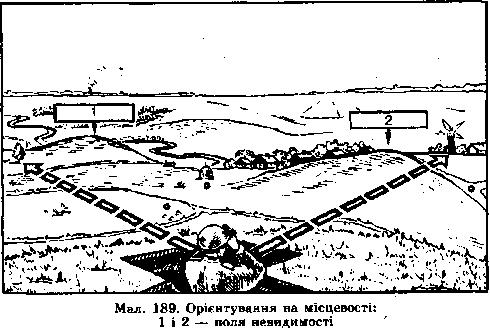 1
2
Мал. 189. Орієнтування на місцевості:
1 і 2 — поля невидимості